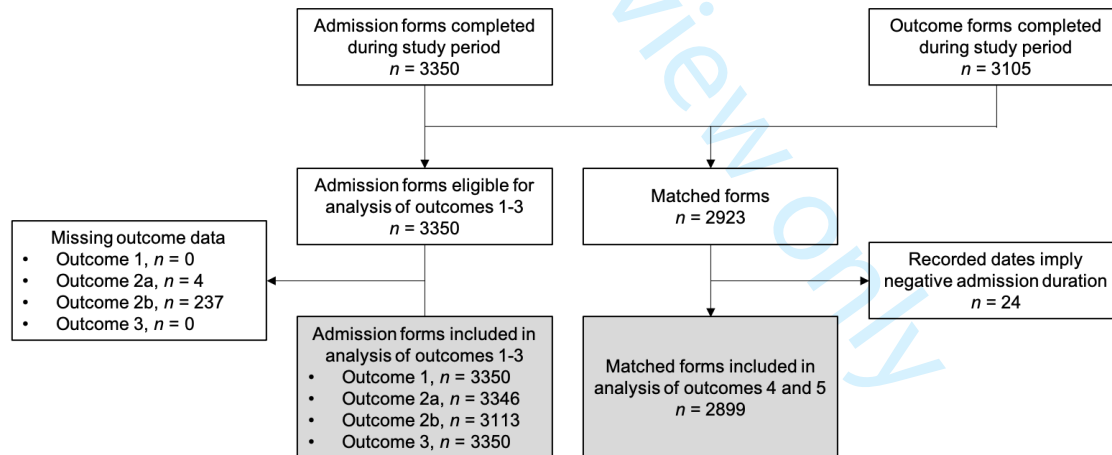 Admission forms completed
during study period
n = 3350
Outcome forms completed
during study period
n = 3105
Admission forms eligible for
analysis of outcomes 1-3
n = 3350
Matched forms
n = 2923
Missing outcome data
• Outcome 1, n = 0
• Outcome 2a, n = 4
• Outcome 2b, n = 237
• Outcome 3, n = 0
Recorded dates imply
negative admission duration
n = 24
Admission forms included in
analysis of outcomes 1-3
• Outcome 1, n = 3350
• Outcome 2a, n = 3346
• Outcome 2b, n = 3113
• Outcome 3, n = 3350
Matched forms included in
analysis of outcomes 4 and 5
n = 2899
view only